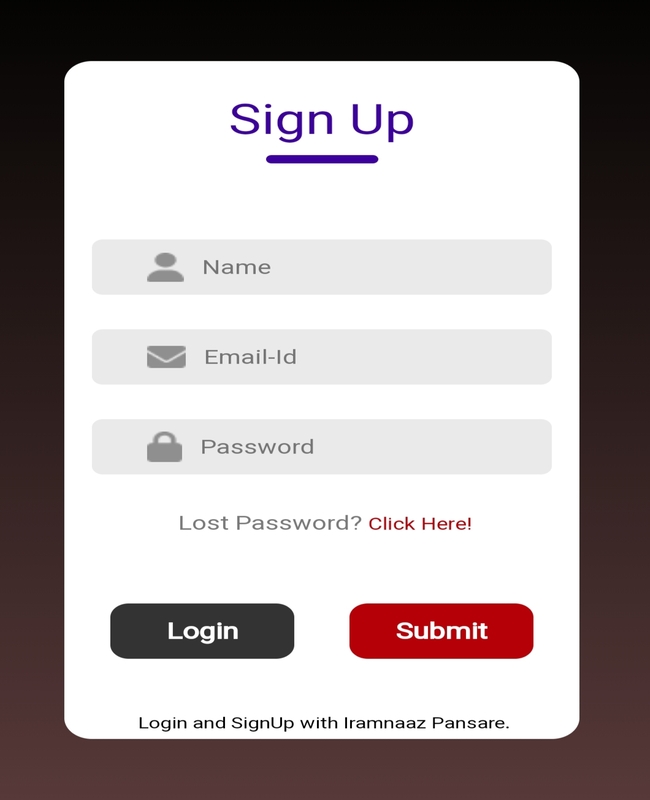 Sign Up
Name
Email-Id
Password
Lost Password? Click Here!
Login
Submit
Login and SignUp with Iramnaaz Pansare.